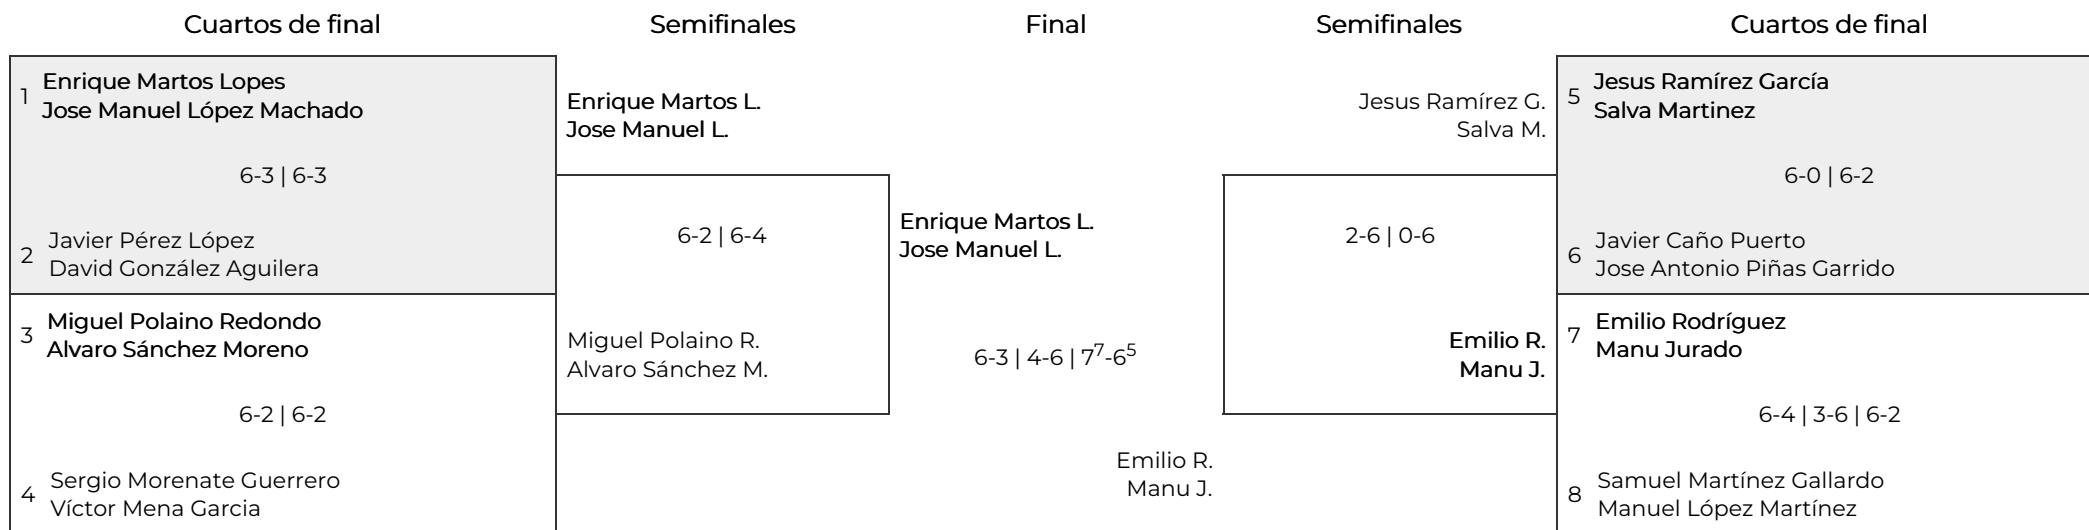 Cuartos de final
Semifinales
Final
Semifinales
Cuartos de final
1
Enrique Martos Lopes
Jose Manuel López Machado
6-3 | 6-3
2
Javier Pérez López
David González Aguilera
3
Miguel Polaino Redondo
Alvaro Sánchez Moreno
6-2 | 6-2
4
Sergio Morenate Guerrero
Víctor Mena Garcia
Enrique Martos L.
Jose Manuel L.
6-2 | 6-4
Miguel Polaino R.
Alvaro Sánchez M.
Enrique Martos L.
Jose Manuel L.
6-3 | 4-6 | 7⁷-6⁵
Emilio R.
Manu J.
Jesus Ramírez G.
Salva M.
2-6 | 0-6
Emilio R.
Manu J.
5
Jesus Ramírez García
Salva Martinez
6-0 | 6-2
6
Javier Caño Puerto
Jose Antonio Piñas Garrido
7
Emilio Rodríguez
Manu Jurado
6-4 | 3-6 | 6-2
8
Samuel Martínez Gallardo
Manuel López Martínez